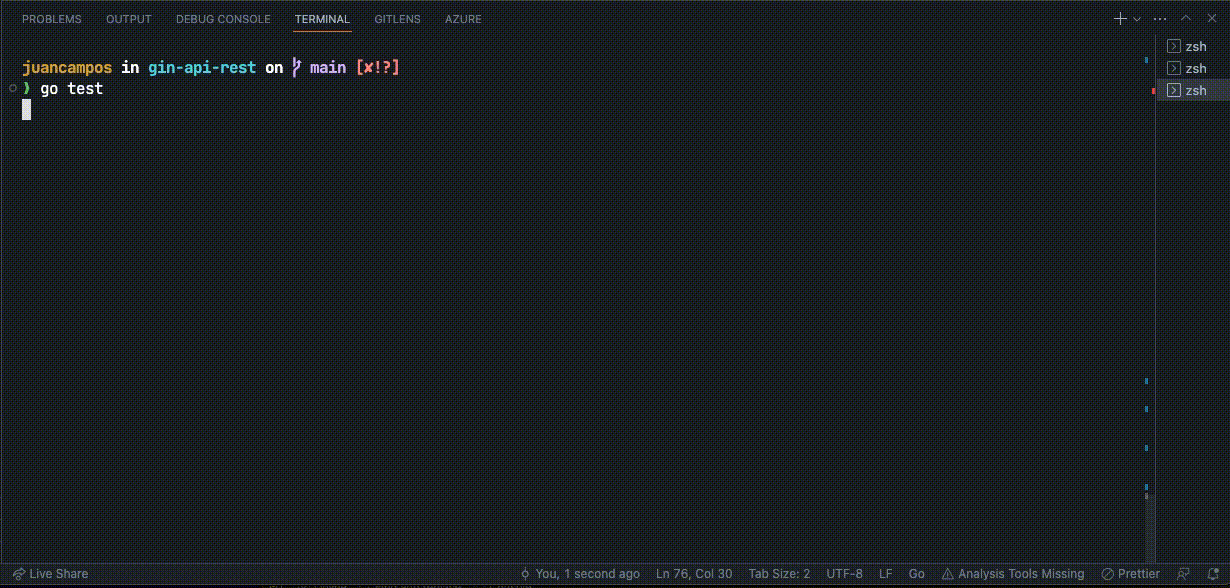 PROBLEMS OUTPUT DEBUG CONSOLE TERMINAL GITLENS AZURE
zsh
zsh
zsh
juancampos in gin-api-rest on main [✘!?]
❯ go test
Live Share You, 1 second ago Ln 76, Col 30 Tab Size: 2 UTF-8 LF Go Analysis Tools Missing Prettier